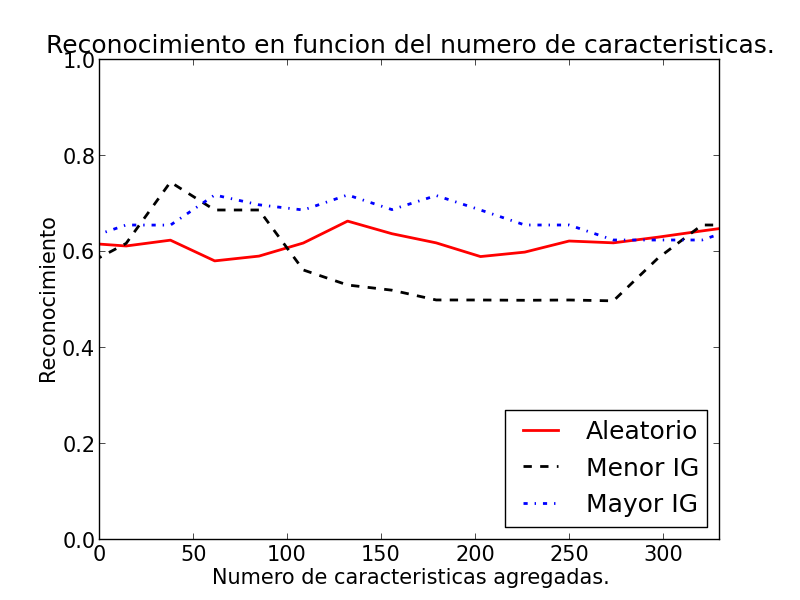 Reconocimiento en funcion del numero de caracteristicas.
1.0
0.8
0.6
0.4
0.2
0.0
Reconocimiento
Aleatorio
Menor IG
Mayor IG
0 50 100 150 200 250 300
Numero de caracteristicas agregadas.